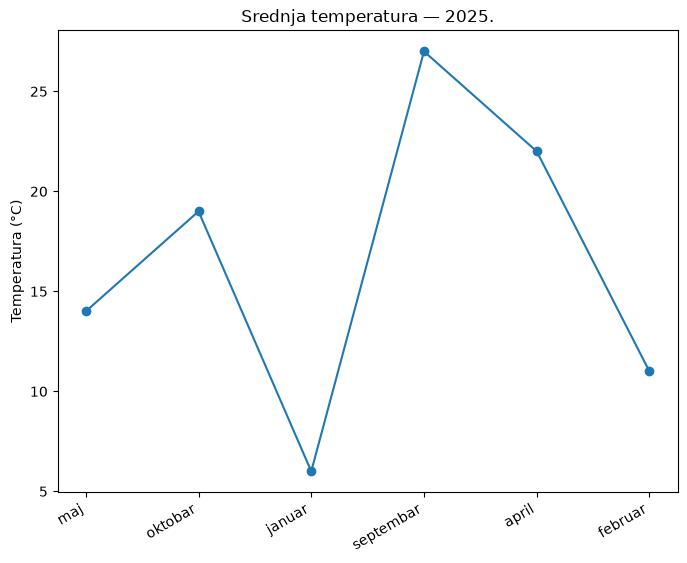 Srednja temperatura — 2025.
Temperatura (°C)
25
20
15
10
5
maj
oktobar
januar
septembar
april
februar